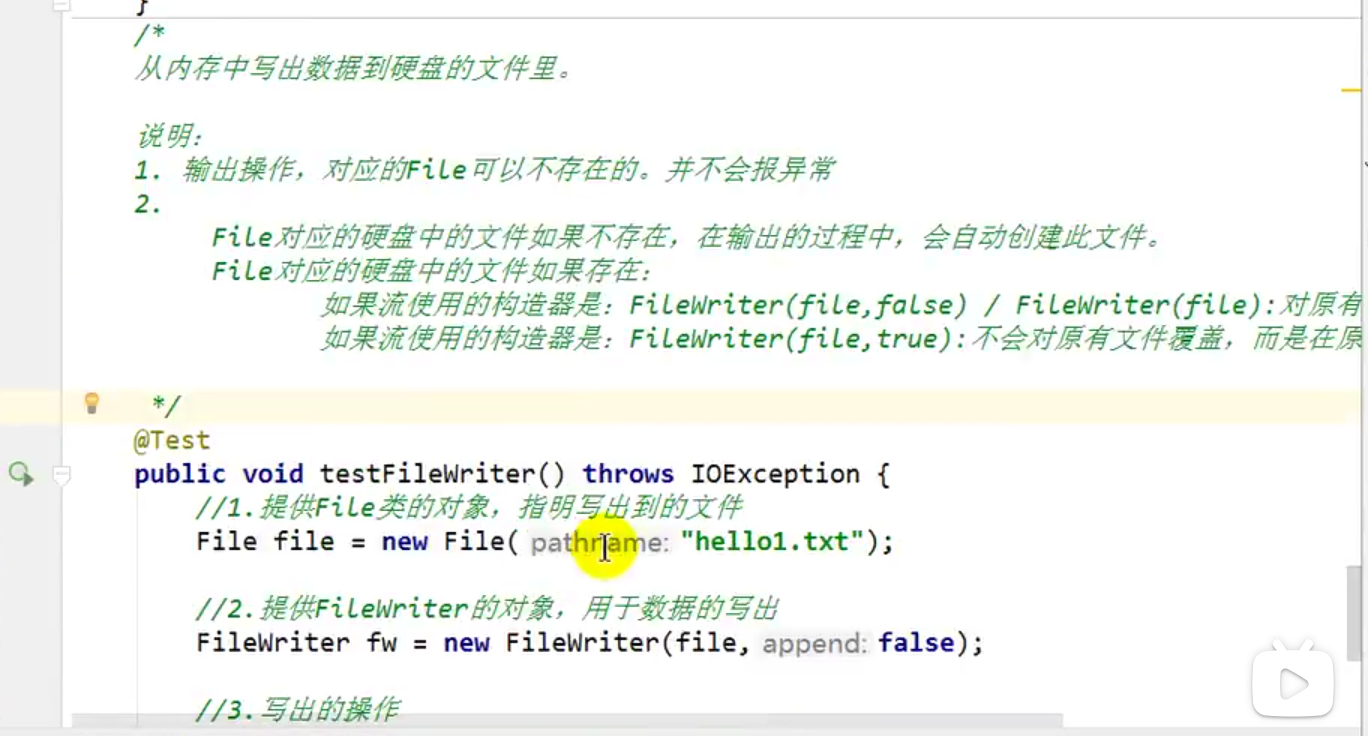 }
/*
从内存中写出数据到硬盘的文件里。
说明：
1. 输出操作，对应的File可以不存在的。并不会报异常
2.
File对应的硬盘中的文件如果不存在，在输出的过程中，会自动创建此文件。
File对应的硬盘中的文件如果存在：
如果流使用的构造器是：FileWriter(file,false) / FileWriter(file):对原有
如果流使用的构造器是：FileWriter(file,true):不会对原有文件覆盖，而是在原
*/
@Test
public void testFileWriter() throws IOException {
//1.提供File类的对象，指明写出到的文件
File file = new File( pathname: "hello1.txt");
//2.提供FileWriter的对象，用于数据的写出
FileWriter fw = new FileWriter(file, append: false);
//3.写出的操作